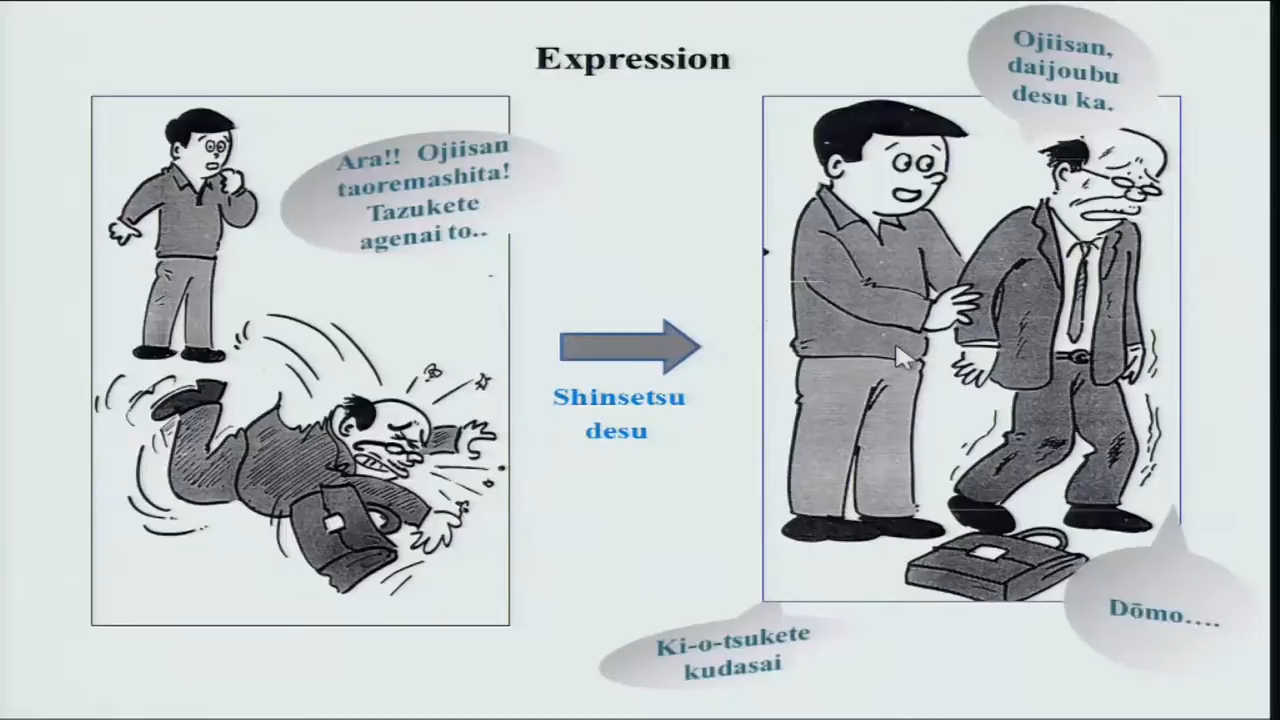 Expression
Ara!! Ojiisan
taoremashita!
Tazukete
agenai to..
Shinsetsu
desu
Ojiisan,
daijoubu
desu ka.
Ki-o-tsukete
kudasai
Dōmo....